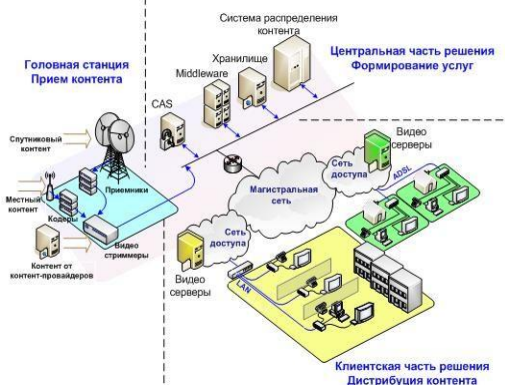 Головная станция
Прием контента
Система распределения
контента
Хранилище
Middleware
CAS
Центральная часть решения
Формирование услуг
Спутниковый
контент
Местный
контент
Приемники
Кодеры
Видео
стриммеры
Контент от
контент-провайдеров
Магистральная
сеть
Сеть
доступа
Видео
серверы
ADSL
Сеть
доступа
Видео
серверы
LAN
Клиентская часть решения
Дистрибуция контента